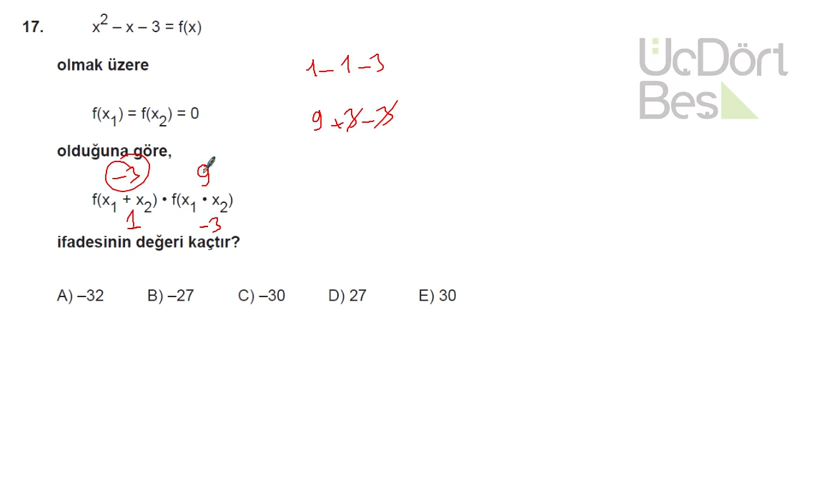 17. x² – x – 3 = f(x)
olmak üzere
1 – 1 – 3
f(x₁) = f(x₂) = 0
9 + 3 – 3
olduğuna göre,
–3 9
f(x₁ + x₂) • f(x₁ • x₂)
1 –3
ifadesinin değeri kaçtır?
A) –32 B) –27 C) –30 D) 27 E) 30
ÜçDört
Beş